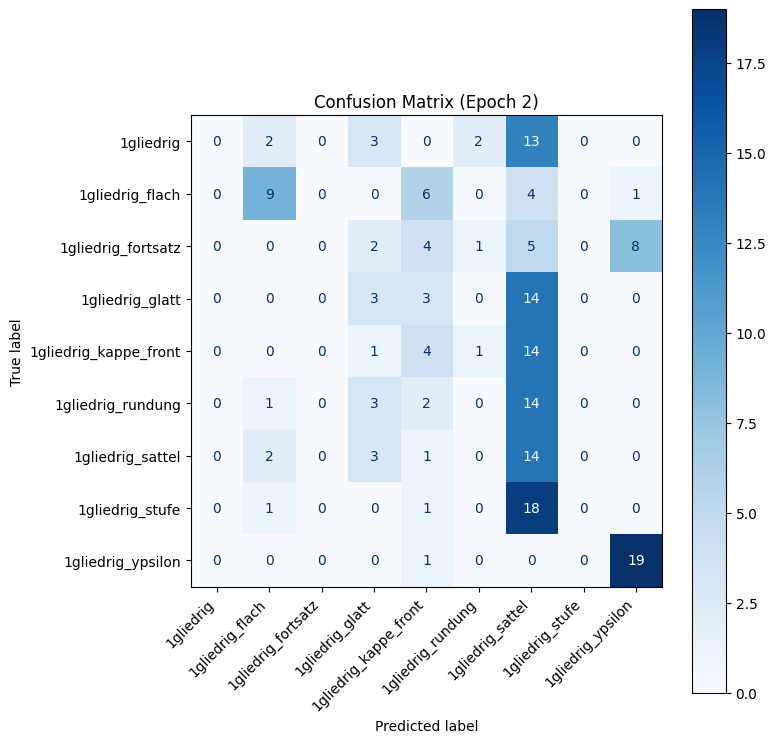 Confusion Matrix (Epoch 2)
True label
1gliedrig 0 2 0 3 0 2 13 0 0
1gliedrig_flach 0 9 0 0 6 0 4 0 1
1gliedrig_fortsatz 0 0 0 2 4 1 5 0 8
1gliedrig_glatt 0 0 0 3 3 0 14 0 0
1gliedrig_kappe_front 0 0 0 1 4 1 14 0 0
1gliedrig_rundung 0 1 0 3 2 0 14 0 0
1gliedrig_sattel 0 2 0 3 1 0 14 0 0
1gliedrig_stufe 0 1 0 0 1 0 18 0 0
1gliedrig_ypsilon 0 0 0 0 1 0 0 0 19
1gliedrig
1gliedrig_flach
1gliedrig_fortsatz
1gliedrig_glatt
1gliedrig_kappe_front
1gliedrig_rundung
1gliedrig_sattel
1gliedrig_stufe
1gliedrig_ypsilon
Predicted label
17.5
15.0
12.5
10.0
7.5
5.0
2.5
0.0